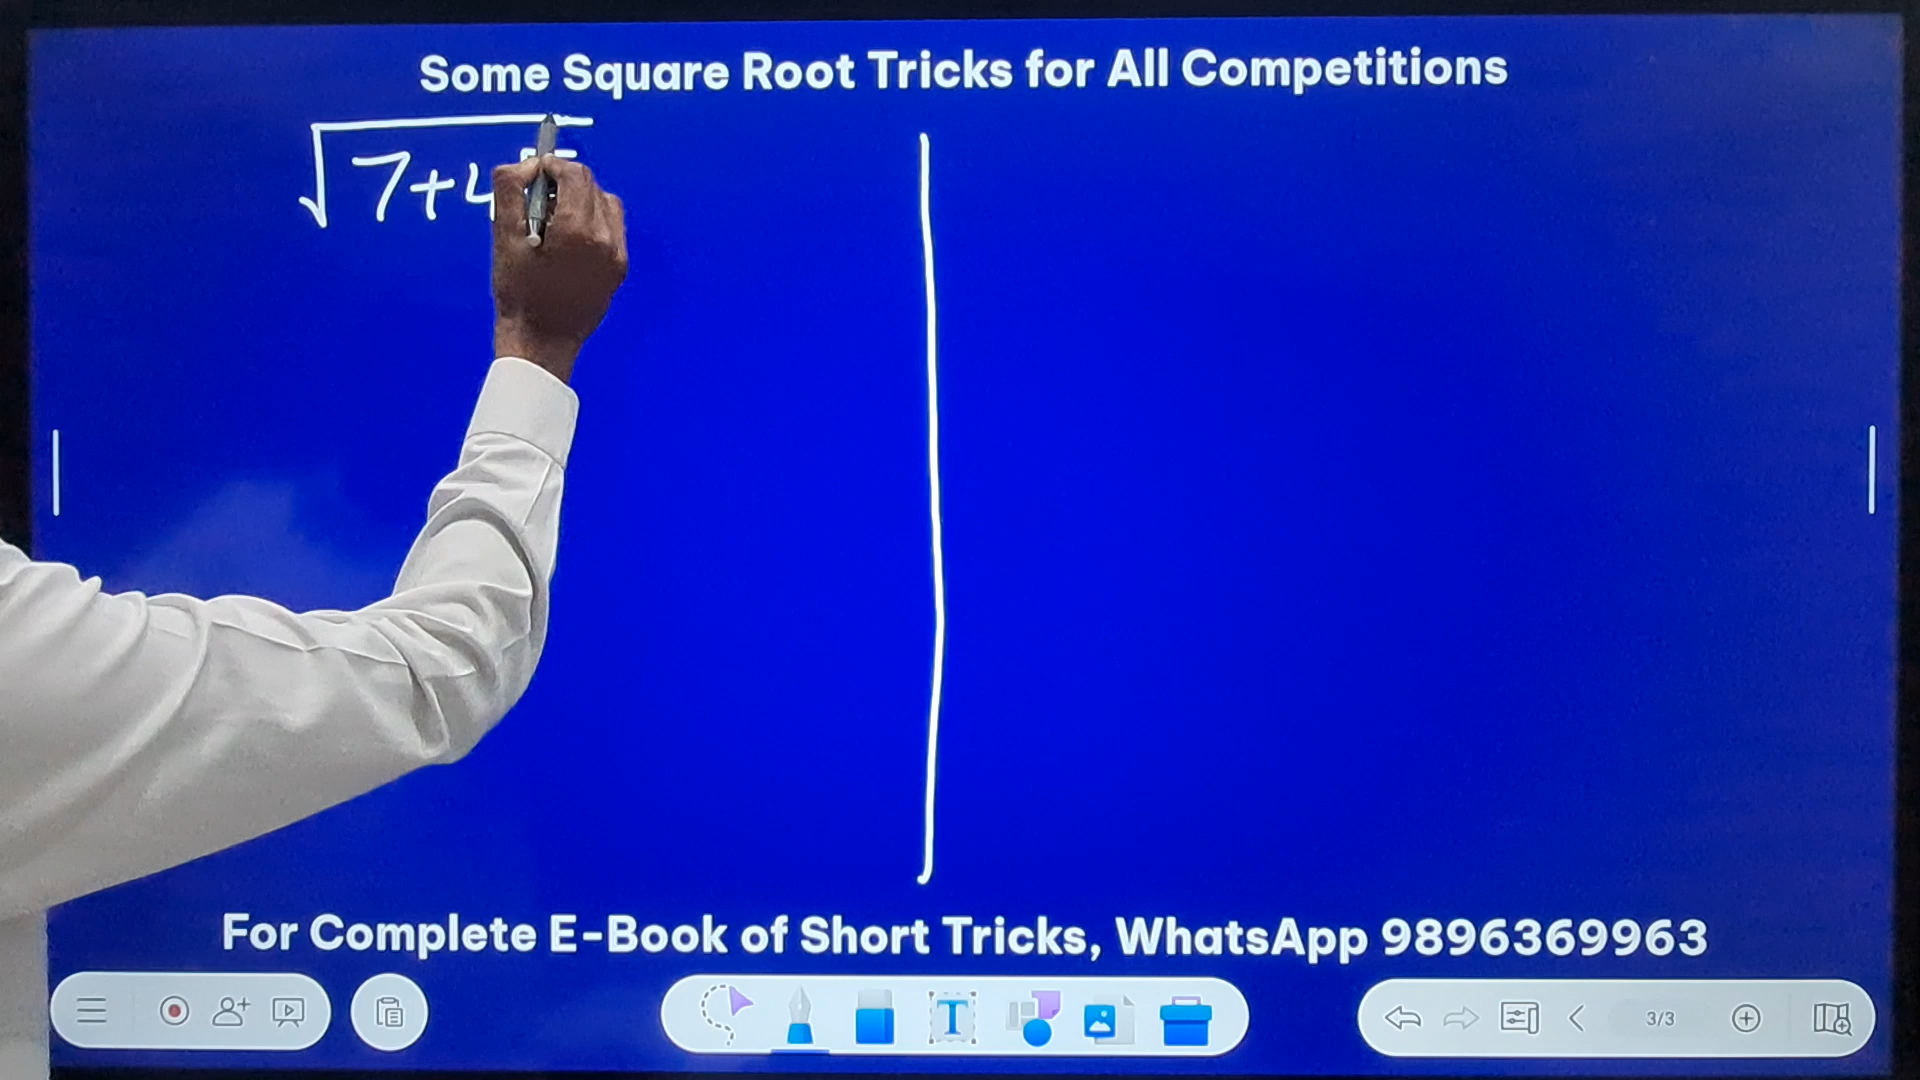 Some Square Root Tricks for All Competitions
√7+4
For Complete E-Book of Short Tricks, WhatsApp 9896369963
T
3/3